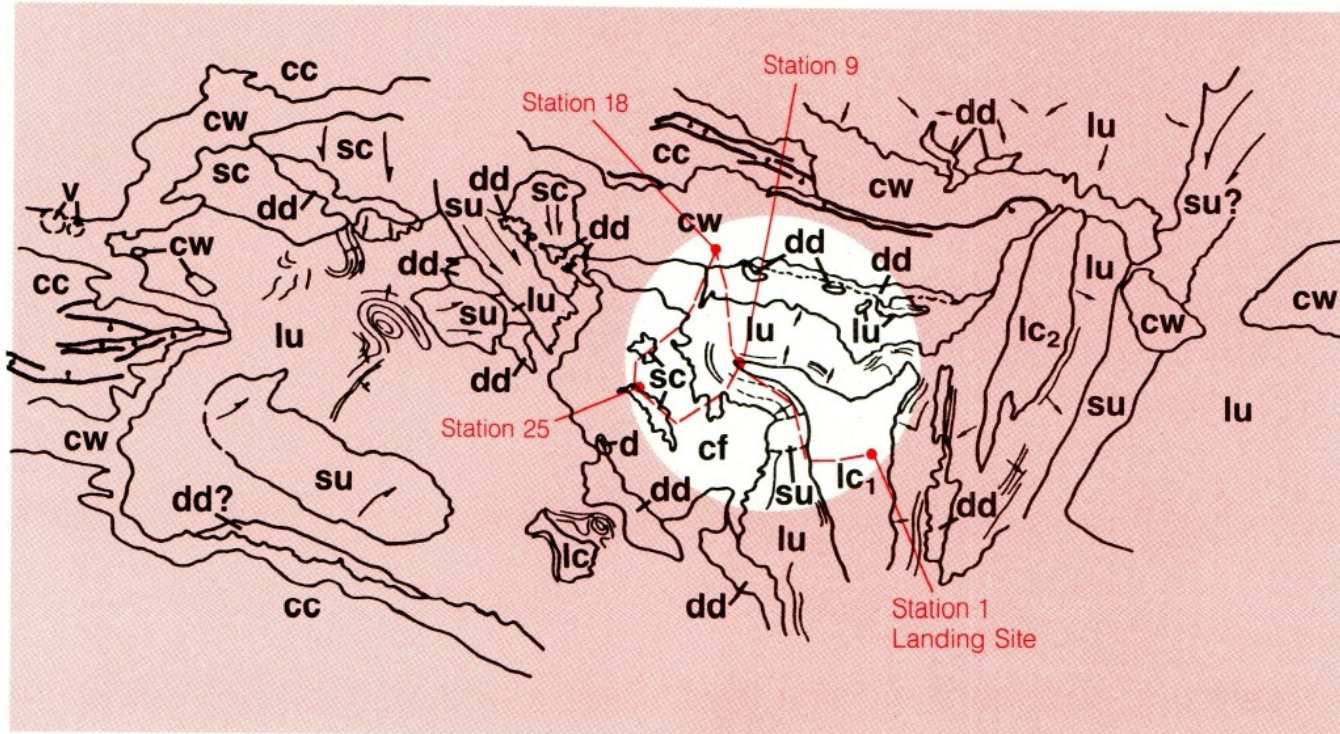 Station 9
cc
Station 18
cw
dd
lu
sc
cc
sc
dd
sc
cw
v
dd
su
cw
su?
dd
cw
dd
dd
dd
lu
cc
dd
lu
cw
su
lu
lu
lu
lc₂
cw
lu
sc
dd
su
lu
Station 25
cw
d
cf
su
lc₁
dd
su
dd?
dd
lu
lc
cc
dd
Station 1
Landing Site